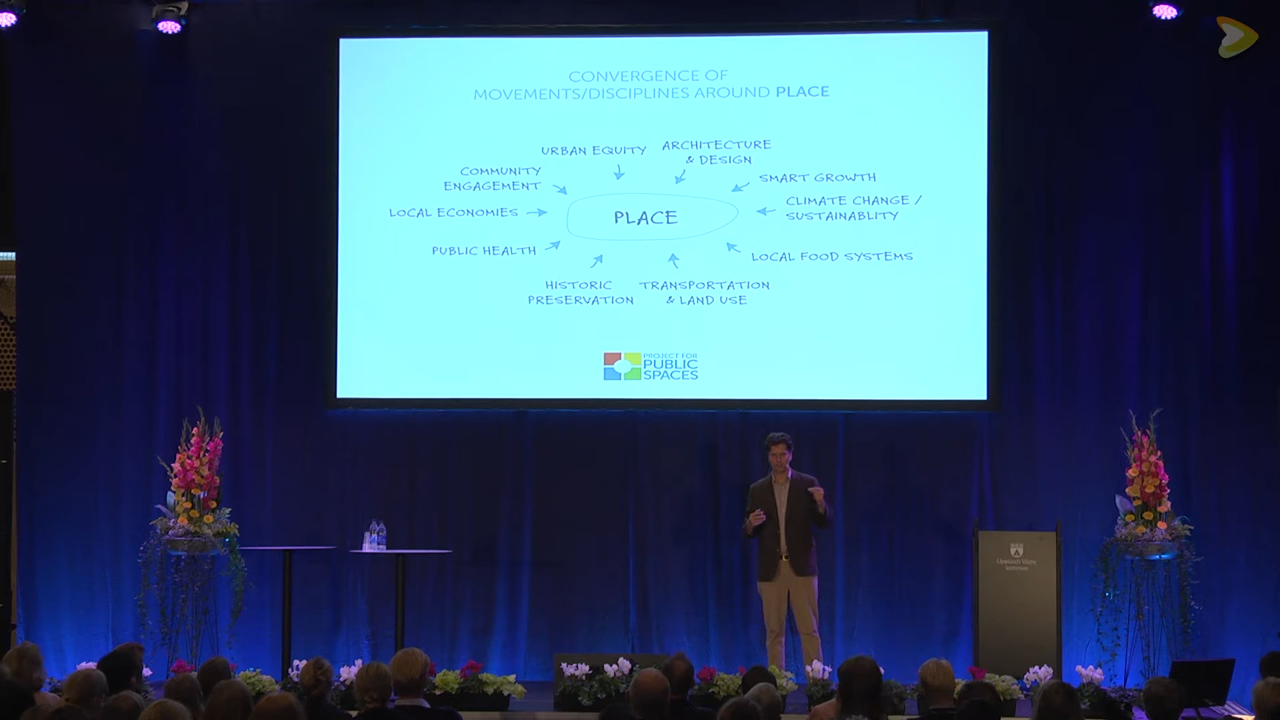 CONVERGENCE OF
MOVEMENTS/DISCIPLINES AROUND PLACE
URBAN EQUITY
ARCHITECTURE
& DESIGN
COMMUNITY
ENGAGEMENT
SMART GROWTH
LOCAL ECONOMIES
PLACE
CLIMATE CHANGE /
SUSTAINABLITY
PUBLIC HEALTH
LOCAL FOOD SYSTEMS
HISTORIC
PRESERVATION
TRANSPORTATION
& LAND USE
PROJECT FOR
PUBLIC
SPACES